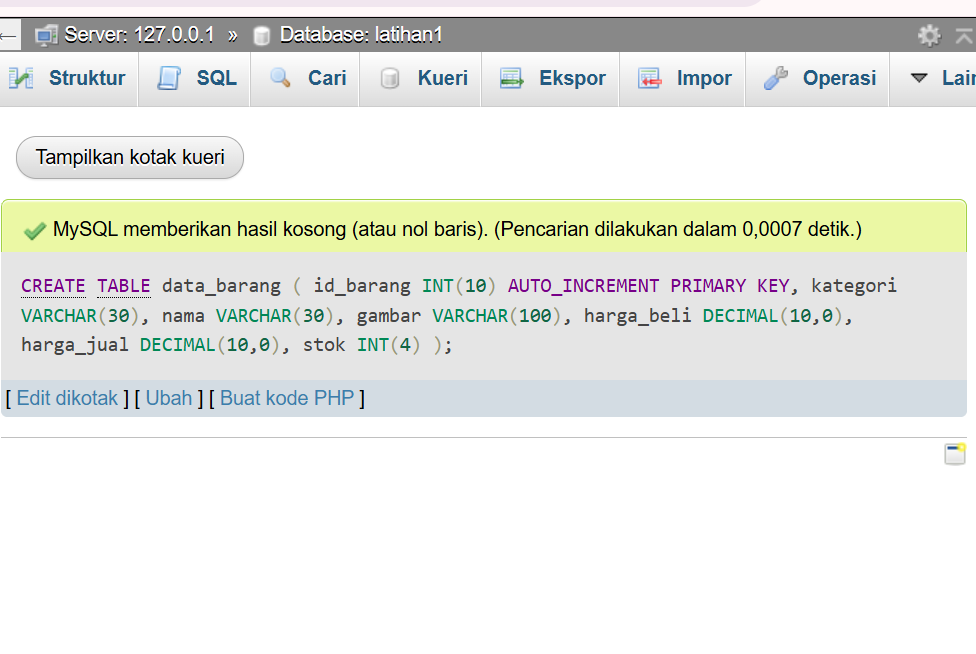 Server: 127.0.0.1 » Database: latihan1
Struktur SQL Cari Kueri Ekspor Impor Operasi Lain
Tampilkan kotak kueri
MySQL memberikan hasil kosong (atau nol baris). (Pencarian dilakukan dalam 0,0007 detik.)
CREATE TABLE data_barang ( id_barang INT(10) AUTO_INCREMENT PRIMARY KEY, kategori
VARCHAR(30), nama VARCHAR(30), gambar VARCHAR(100), harga_beli DECIMAL(10,0),
harga_jual DECIMAL(10,0), stok INT(4) );
[ Edit dikotak ] [ Ubah ] [ Buat kode PHP ]